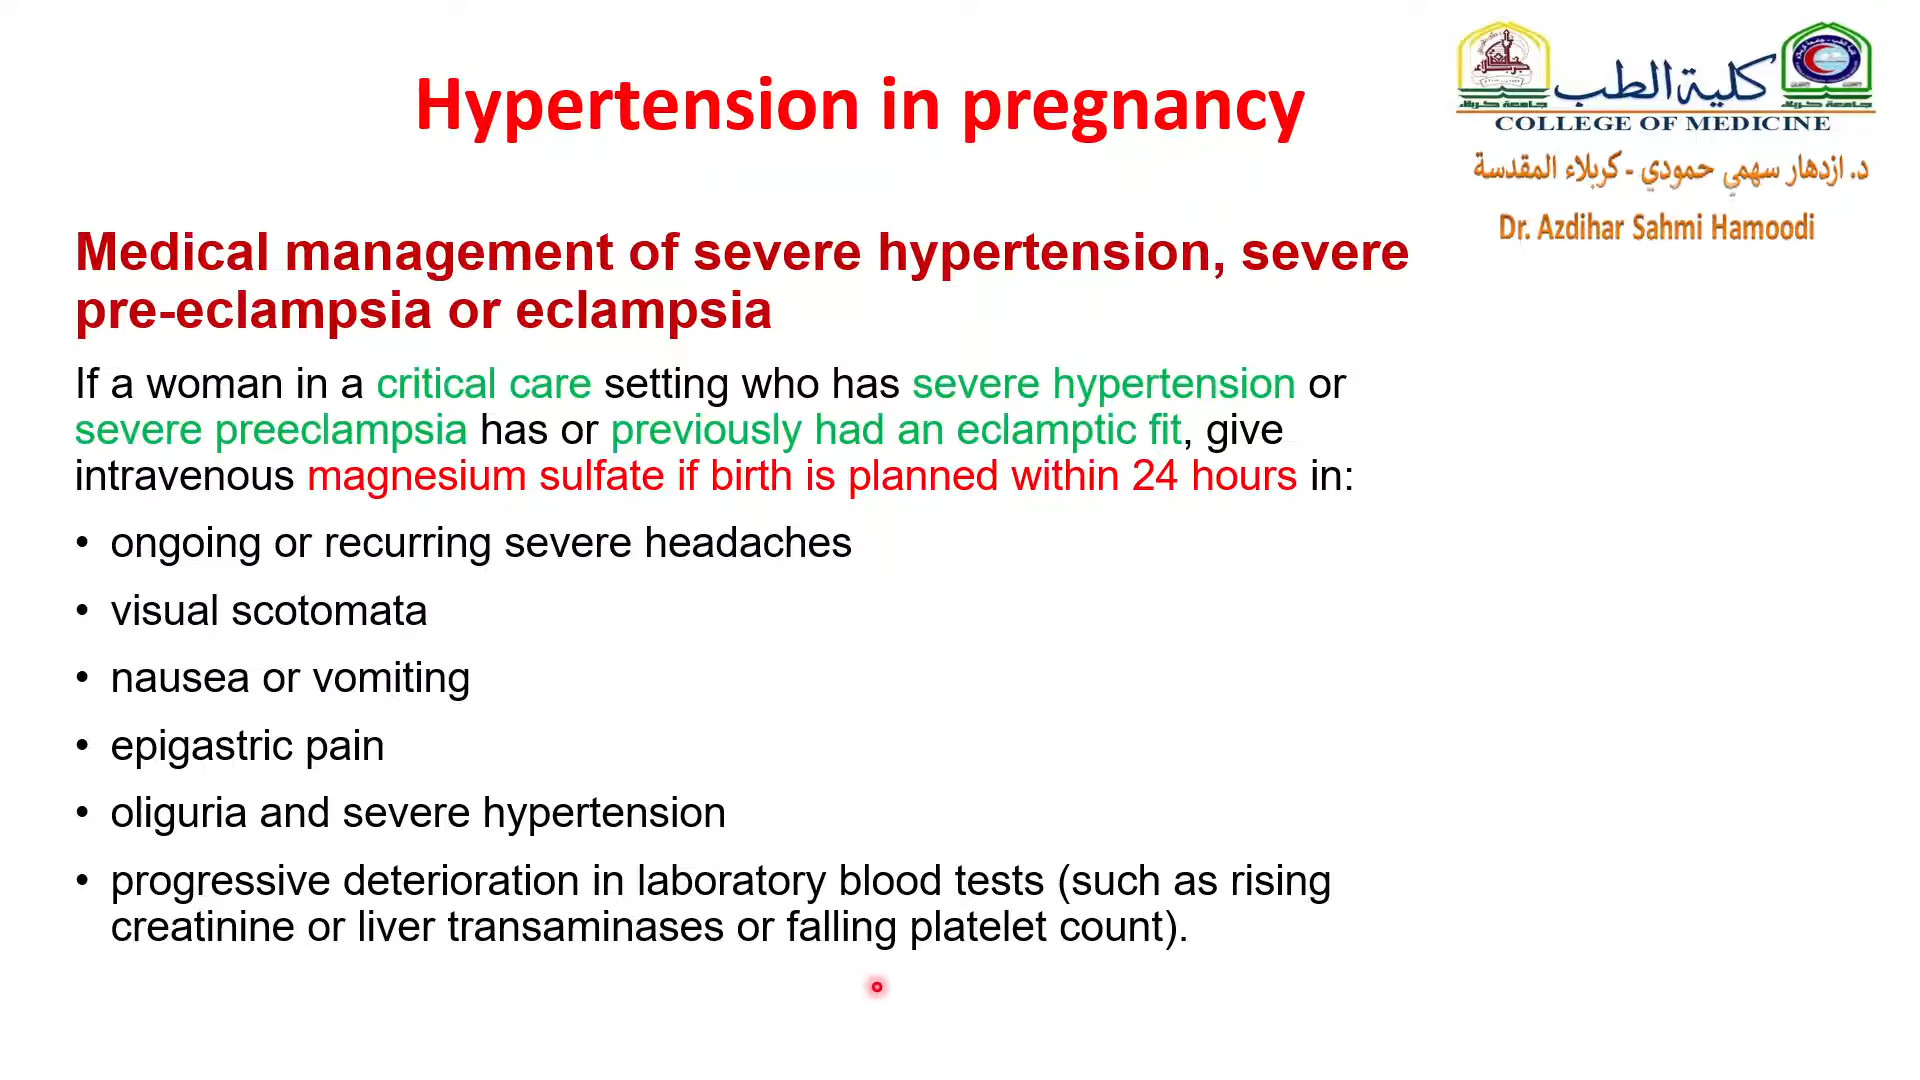 Hypertension in pregnancy
كلية الطب
جامعة كربلاء
جامعة كربلاء
COLLEGE OF MEDICINE
د. ازدهار سهمي حمودي - كربلاء المقدسة
Dr. Azdihar Sahmi Hamoodi
Medical management of severe hypertension, severe
pre-eclampsia or eclampsia
If a woman in a critical care setting who has severe hypertension or
severe preeclampsia has or previously had an eclamptic fit, give
intravenous magnesium sulfate if birth is planned within 24 hours in:
• ongoing or recurring severe headaches
• visual scotomata
• nausea or vomiting
• epigastric pain
• oliguria and severe hypertension
• progressive deterioration in laboratory blood tests (such as rising
creatinine or liver transaminases or falling platelet count).